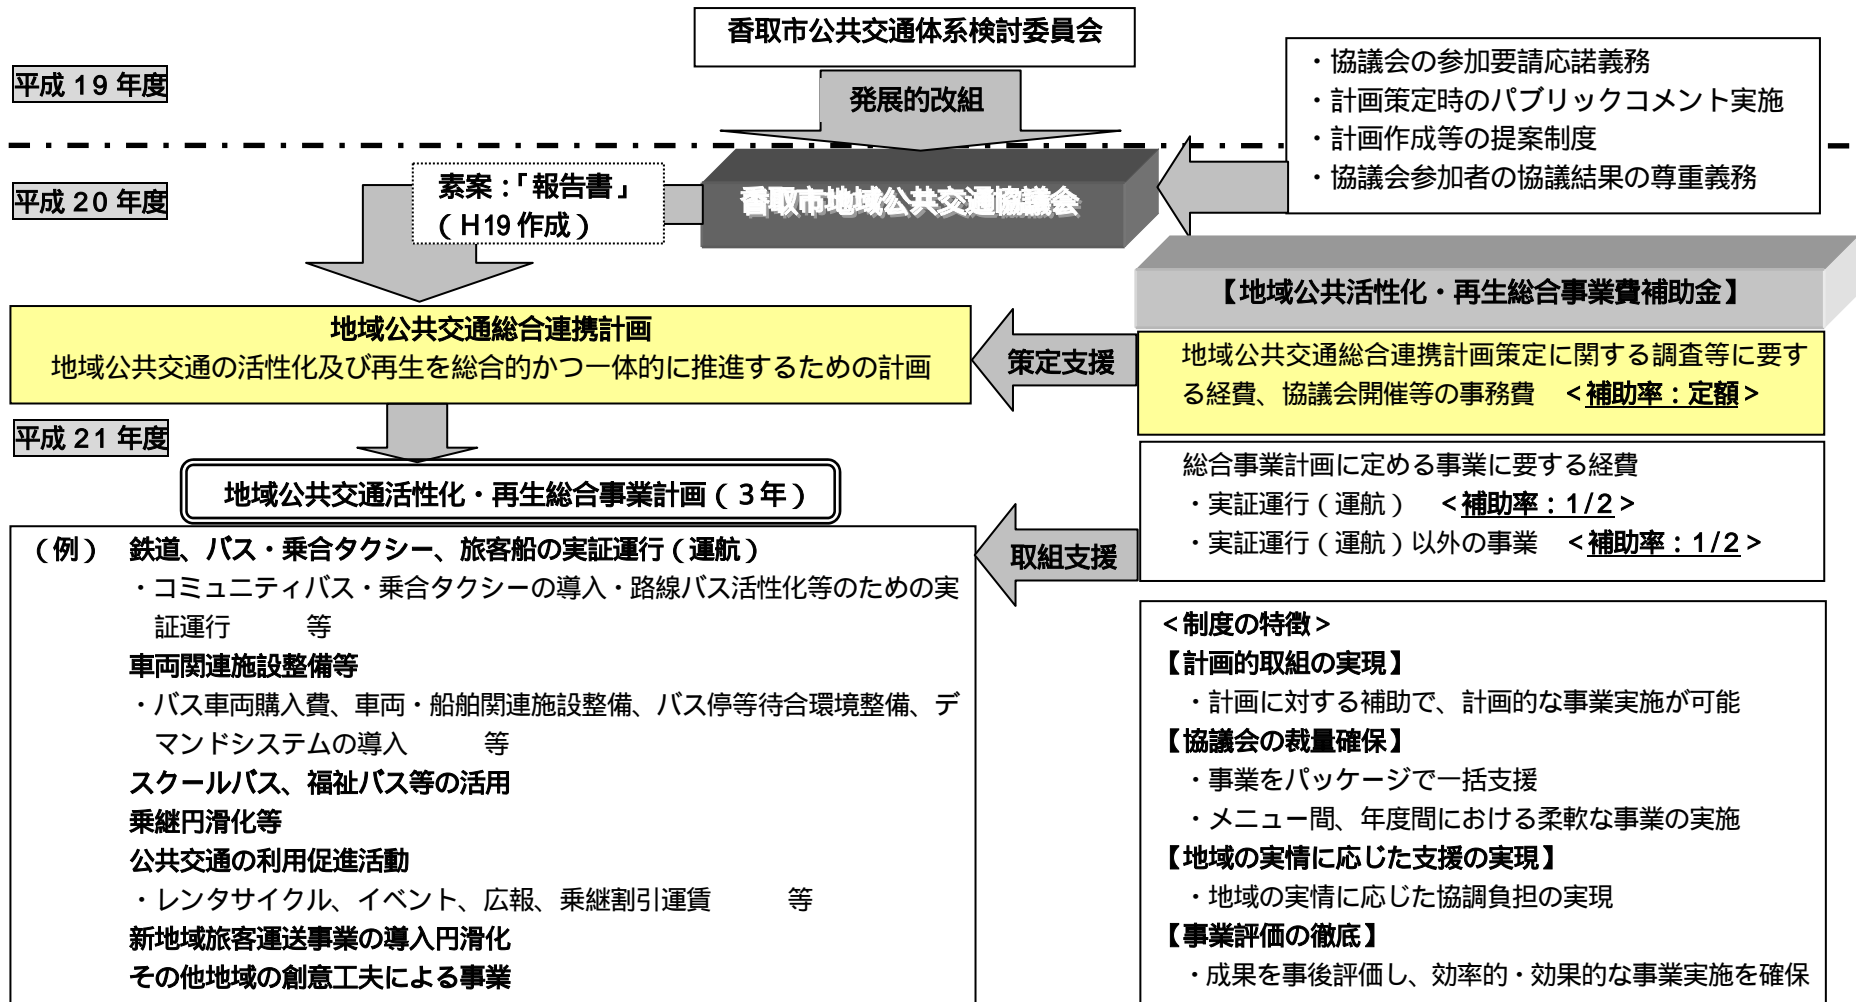 香取市公共交通体系検討委員会
平成 19 年度
発展的改組
・協議会の参加要請応諾義務
・計画策定時のパブリックコメント実施
・計画作成等の提案制度
・協議会参加者の協議結果の尊重義務
平成 20 年度
素案：「報告書」
（H19 作成）
香取市地域公共交通協議会
【地域公共活性化・再生総合事業費補助金】
地域公共交通総合連携計画
地域公共交通の活性化及び再生を総合的かつ一体的に推進するための計画
策定支援
地域公共交通総合連携計画策定に関する調査等に要す
る経費、協議会開催等の事務費　＜補助率：定額＞
平成 21 年度
地域公共交通活性化・再生総合事業計画（３年）
総合事業計画に定める事業に要する経費
・実証運行（運航）　＜補助率：1/2＞
・実証運行（運航）以外の事業　＜補助率：1/2＞
取組支援
（例）　鉄道、バス・乗合タクシー、旅客船の実証運行（運航）
・コミュニティバス・乗合タクシーの導入・路線バス活性化等のための実
証運行　　　等
車両関連施設整備等
・バス車両購入費、車両・船舶関連施設整備、バス停等待合環境整備、デ
マンドシステムの導入　　　等
スクールバス、福祉バス等の活用
乗継円滑化等
公共交通の利用促進活動
・レンタサイクル、イベント、広報、乗継割引運賃　　　等
新地域旅客運送事業の導入円滑化
その他地域の創意工夫による事業
＜制度の特徴＞
【計画的取組の実現】
・計画に対する補助で、計画的な事業実施が可能
【協議会の裁量確保】
・事業をパッケージで一括支援
・メニュー間、年度間における柔軟な事業の実施
【地域の実情に応じた支援の実現】
・地域の実情に応じた協調負担の実現
【事業評価の徹底】
・成果を事後評価し、効率的・効果的な事業実施を確保